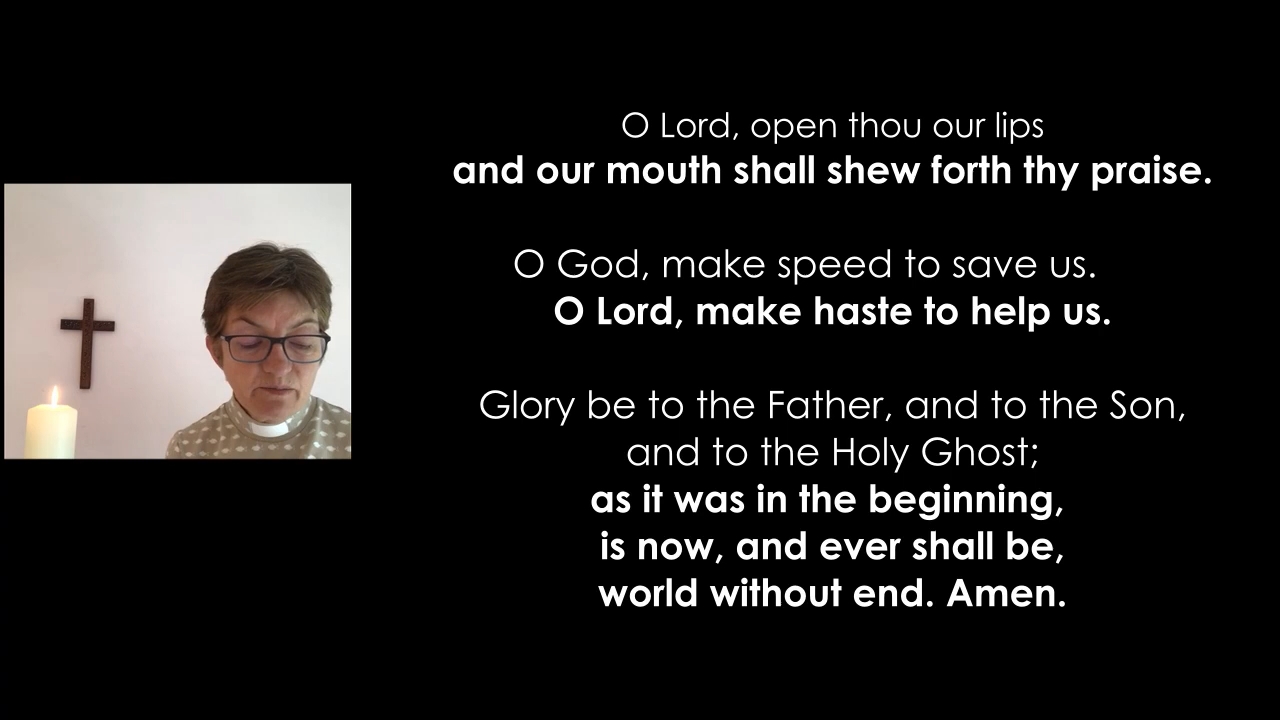 O Lord, open thou our lips
and our mouth shall shew forth thy praise.
O God, make speed to save us.
O Lord, make haste to help us.
Glory be to the Father, and to the Son,
and to the Holy Ghost;
as it was in the beginning,
is now, and ever shall be,
world without end. Amen.